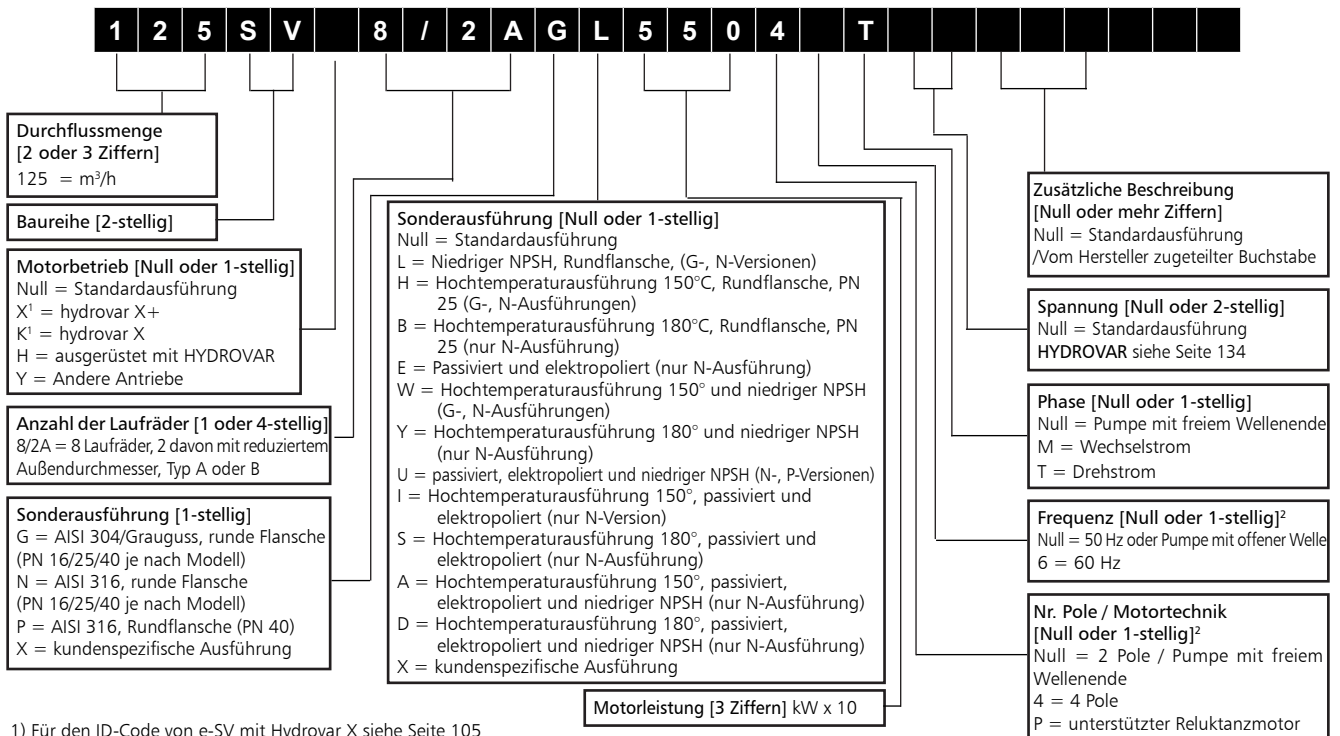 1 2 5 S V 8 / 2 A G L 5 5 0 4 T
Durchflussmenge
[2 oder 3 Ziffern]
125 = m³/h
Baureihe [2-stellig]
Motorbetrieb [Null oder 1-stellig]
Null = Standardausführung
X¹ = hydrovar X+
K¹ = hydrovar X
H = ausgerüstet mit HYDROVAR
Y = Andere Antriebe
Anzahl der Laufräder [1 oder 4-stellig]
8/2A = 8 Laufräder, 2 davon mit reduziertem
Außendurchmesser, Typ A oder B
Sonderausführung [1-stellig]
G = AISI 304/Grauguss, runde Flansche
(PN 16/25/40 je nach Modell)
N = AISI 316, runde Flansche
(PN 16/25/40 je nach Modell)
P = AISI 316, Rundflansche (PN 40)
X = kundenspezifische Ausführung
Sonderausführung [Null oder 1-stellig]
Null = Standardausführung
L = Niedriger NPSH, Rundflansche, (G-, N-Versionen)
H = Hochtemperaturausführung 150°C, Rundflansche, PN
25 (G-, N-Ausführungen)
B = Hochtemperaturausführung 180°C, Rundflansche, PN
25 (nur N-Ausführung)
E = Passiviert und elektopoliert (nur N-Ausführung)
W = Hochtemperaturausführung 150° und niedriger NPSH
(G-, N-Ausführungen)
Y = Hochtemperaturausführung 180° und niedriger NPSH
(nur N-Ausführung)
U = passiviert, elektropoliert und niedriger NPSH (N-, P-Versionen)
I = Hochtemperaturausführung 150°, passiviert und
elektropoliert (nur N-Version)
S = Hochtemperaturausführung 180°, passiviert und
elektropoliert (nur N-Ausführung)
A = Hochtemperaturausführung 150°, passiviert,
elektropoliert und niedriger NPSH (nur N-Ausführung)
D = Hochtemperaturausführung 180°, passiviert,
elektropoliert und niedriger NPSH (nur N-Ausführung)
X = kundenspezifische Ausführung
Motorleistung [3 Ziffern] kW x 10
Zusätzliche Beschreibung
[Null oder mehr Ziffern]
Null = Standardausführung
/Vom Hersteller zugeteilter Buchstabe
Spannung [Null oder 2-stellig]
Null = Standardausführung
HYDROVAR siehe Seite 134
Phase [Null oder 1-stellig]
Null = Pumpe mit freiem Wellenende
M = Wechselstrom
T = Drehstrom
Frequenz [Null oder 1-stellig]²
Null = 50 Hz oder Pumpe mit offener Welle
6 = 60 Hz
Nr. Pole / Motortechnik
[Null oder 1-stellig]²
Null = 2 Pole / Pumpe mit freiem
Wellenende
4 = 4 Pole
P = unterstützter Reluktanzmotor
1) Für den ID-Code von e-SV mit Hydrovar X siehe Seite 105